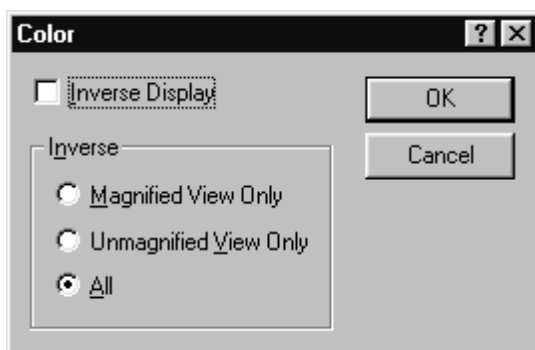 Color
Inverse Display
OK
Cancel
Inverse
Magnified View Only
Unmagnified View Only
All